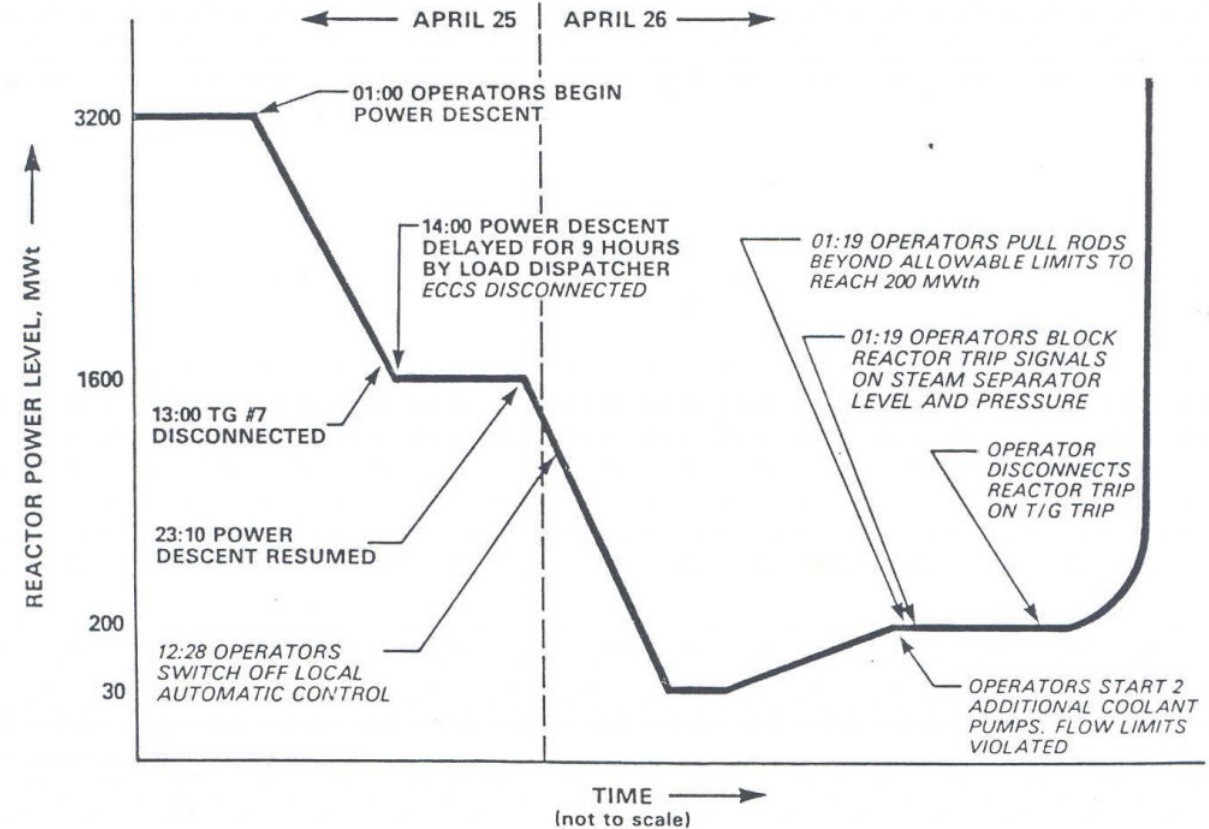 APRIL 25
APRIL 26
REACTOR POWER LEVEL, MWt
3200
1600
200
30
01:00 OPERATORS BEGIN
POWER DESCENT
14:00 POWER DESCENT
DELAYED FOR 9 HOURS
BY LOAD DISPATCHER
ECCS DISCONNECTED
13:00 TG #7
DISCONNECTED
23:10 POWER
DESCENT RESUMED
12:28 OPERATORS
SWITCH OFF LOCAL
AUTOMATIC CONTROL
01:19 OPERATORS PULL RODS
BEYOND ALLOWABLE LIMITS TO
REACH 200 MWth
01:19 OPERATORS BLOCK
REACTOR TRIP SIGNALS
ON STEAM SEPARATOR
LEVEL AND PRESSURE
OPERATOR
DISCONNECTS
REACTOR TRIP
ON T/G TRIP
OPERATORS START 2
ADDITIONAL COOLANT
PUMPS. FLOW LIMITS
VIOLATED
TIME
(not to scale)